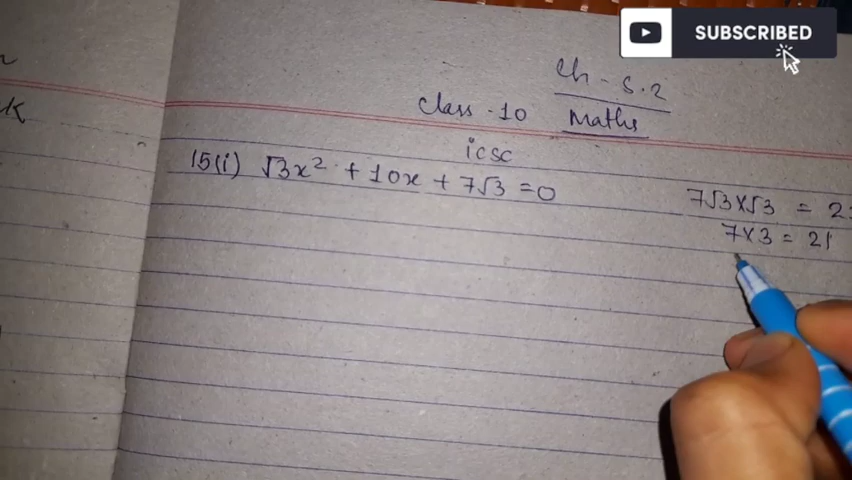 SUBSCRIBED
Ch - 5.2
Class - 10 Maths
icsc
15(i) √3x² + 10x + 7√3 = 0
7√3×√3 = 21
7×3 = 21
K